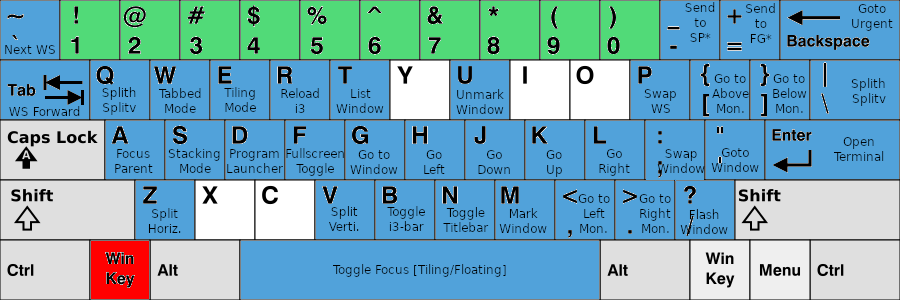 ~ ` Next WS
! 1
@ 2
# 3
$ 4
% 5
^ 6
& 7
* 8
( 9
) 0
_ - Send to SP*
+ = Send to FG*
Backspace Goto Urgent
Tab WS Forward
Q Splith Splitv
W Tabbed Mode
E Tiling Mode
R Reload i3
T List Window
Y
U Unmark Window
I
O
P Swap WS
{ [ Go to Above Mon.
} ] Go to Below Mon.
| \ Splith Splitv
Caps Lock A
A Focus Parent
S Stacking Mode
D Program Launcher
F Fullscreen Toggle
G Go to Window
H Go Left
J Go Down
K Go Up
L Go Right
: ; Swap Window
" ' Goto Window
Enter Open Terminal
Shift
Z Split Horiz.
X
C
V Split Verti.
B Toggle i3-bar
N Toggle Titlebar
M Mark Window
< , Go to Left Mon.
> . Go to Right Mon.
? / Flash Window
Shift
Ctrl
Win Key
Alt
Toggle Focus [Tiling/Floating]
Alt
Win Key
Menu
Ctrl